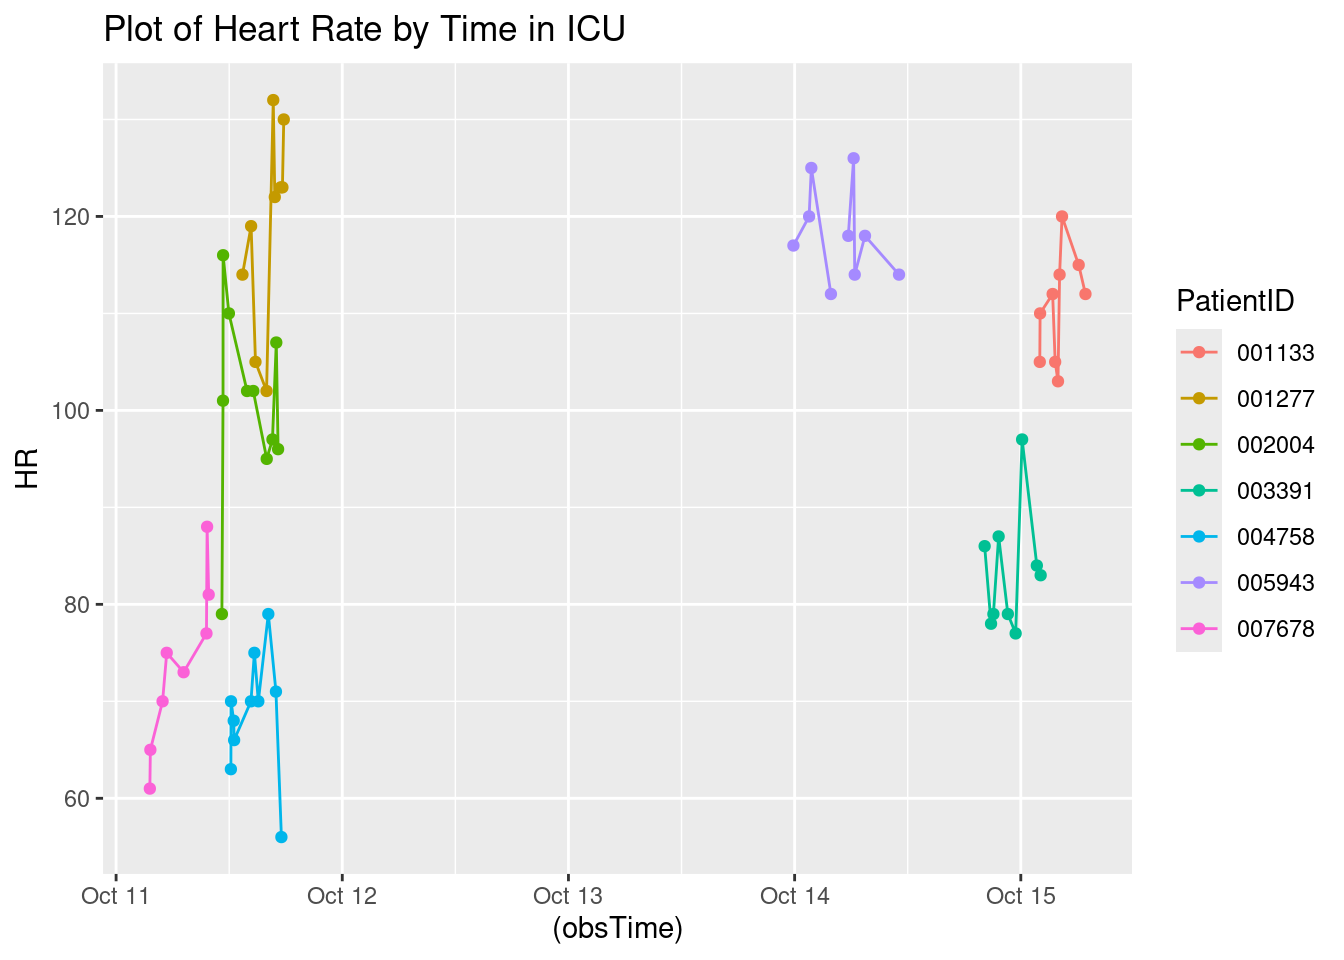 Plot of Heart Rate by Time in ICU
120
100
80
60
HR
Oct 11
Oct 12
Oct 13
Oct 14
Oct 15
(obsTime)
PatientID
001133
001277
002004
003391
004758
005943
007678